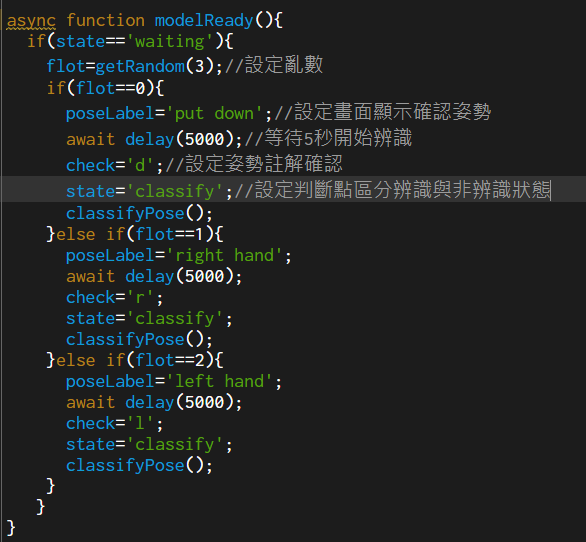 async function modelReady(){
if(state=='waiting'){
flot=getRandom(3);//設定亂數
if(flot==0){
poseLabel='put down';//設定畫面顯示確認姿勢
await delay(5000);//等待5秒開始辨識
check='d';//設定姿勢註解確認
state='classify';//設定判斷點區分辨識與非辨識狀態
classifyPose();
}else if(flot==1){
poseLabel='right hand';
await delay(5000);
check='r';
state='classify';
classifyPose();
}else if(flot==2){
poseLabel='left hand';
await delay(5000);
check='l';
state='classify';
classifyPose();
}
}
}